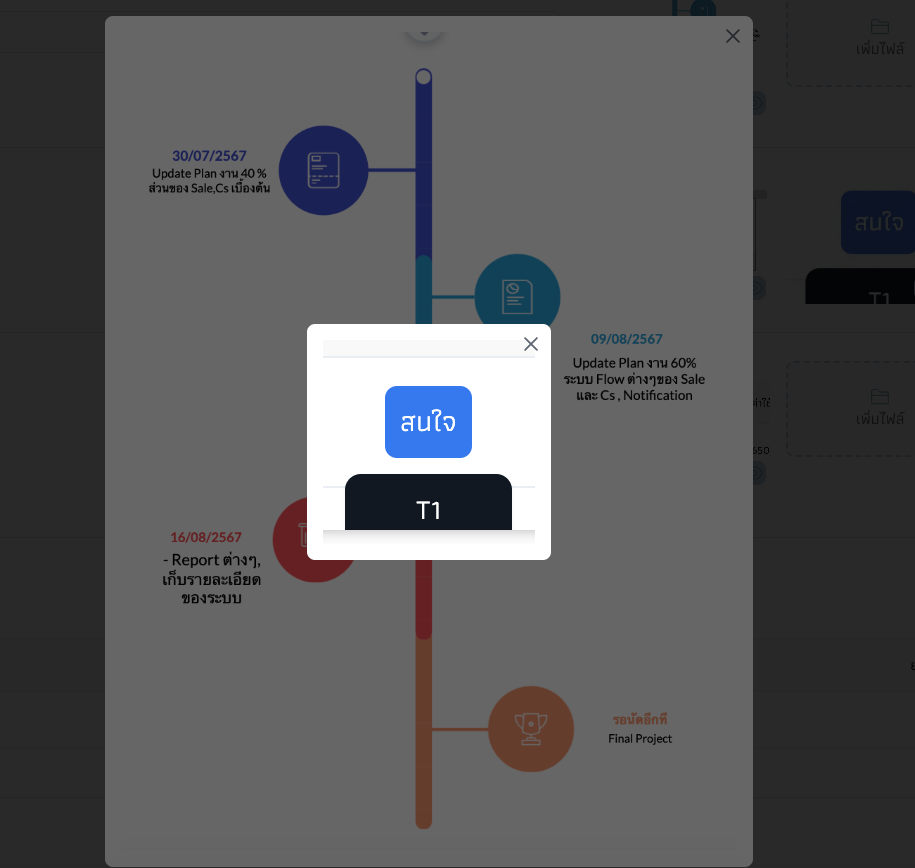 เพิ่มไฟล์
30/07/2567
Update Plan งาน 40 %
ส่วนของ Sale,Cs เบื้องต้น
สนใจ
T1
09/08/2567
Update Plan งาน 60%
ระบบ Flow ต่างๆของ Sale
และ Cs , Notification
สนใจ
T1
เพิ่มไฟล์
650
16/08/2567
- Report ต่างๆ,
เก็บรายละเอียด
ของระบบ
รอนัดอีกที
Final Project